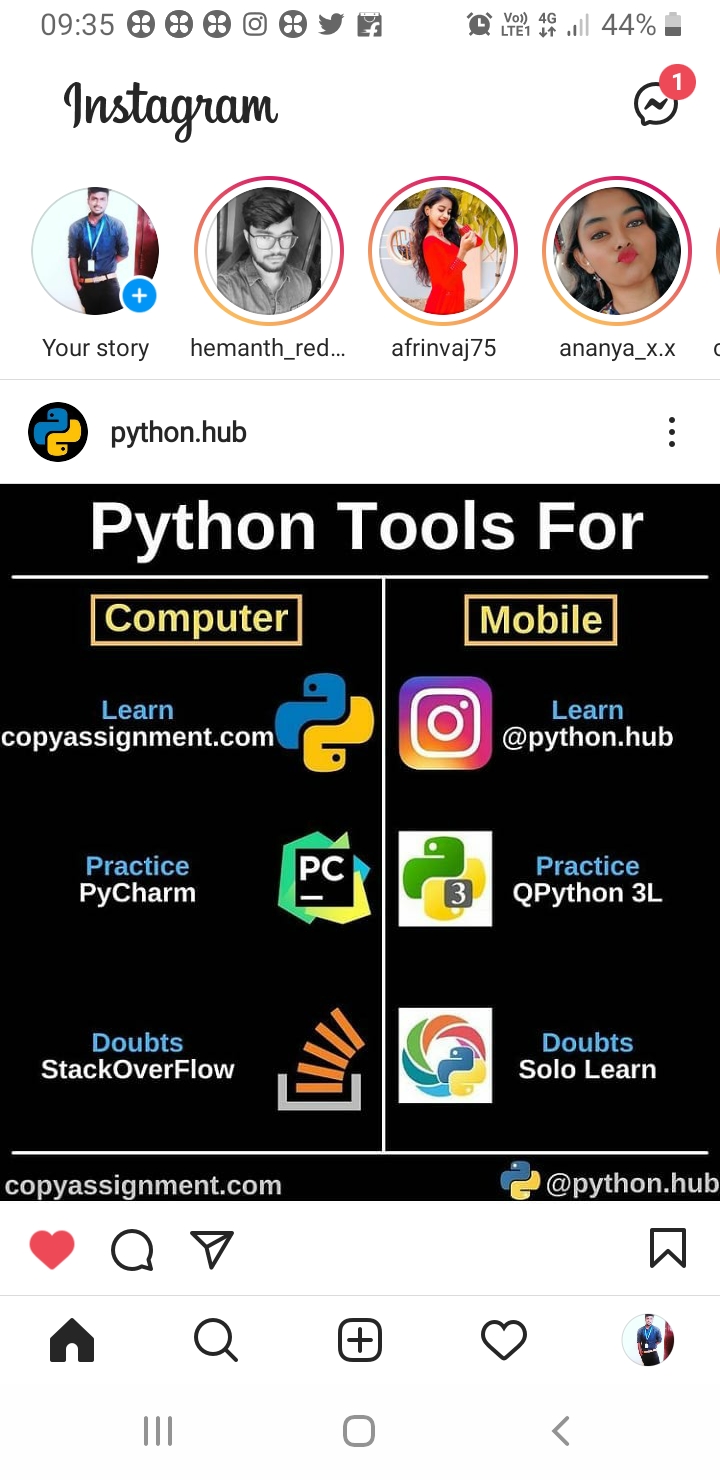 09:35 Vo)) LTE1 4G 44%
Instagram
1
Your story hemanth_red... afrinvaj75 ananya_x.x
python.hub
Python Tools For
Computer
Mobile
Learn
copyassignment.com
Learn
@python.hub
Practice
PyCharm
PC
3
Practice
QPython 3L
Doubts
StackOverFlow
Doubts
Solo Learn
copyassignment.com
@python.hub